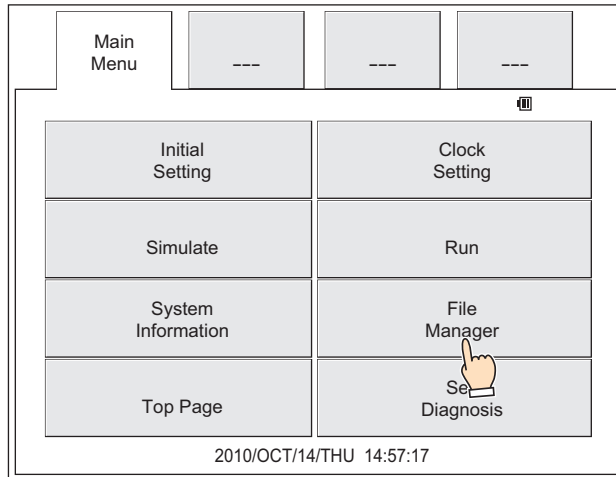 Main
Menu
---
---
---
Initial
Setting
Clock
Setting
Simulate
Run
System
Information
File
Manager
Top Page
Diagnosis
2010/OCT/14/THU 14:57:17